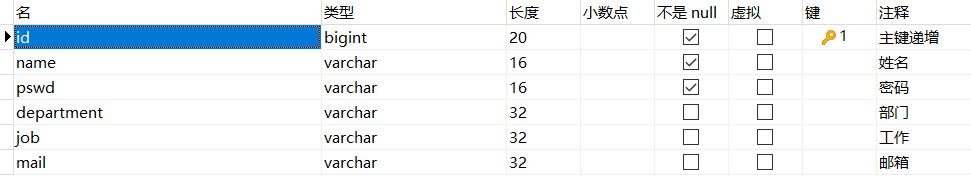 名 类型 长度 小数点 不是 null 虚拟 键 注释
id bigint 20 1 主键递增
name varchar 16 姓名
pswd varchar 16 密码
department varchar 32 部门
job varchar 32 工作
mail varchar 32 邮箱